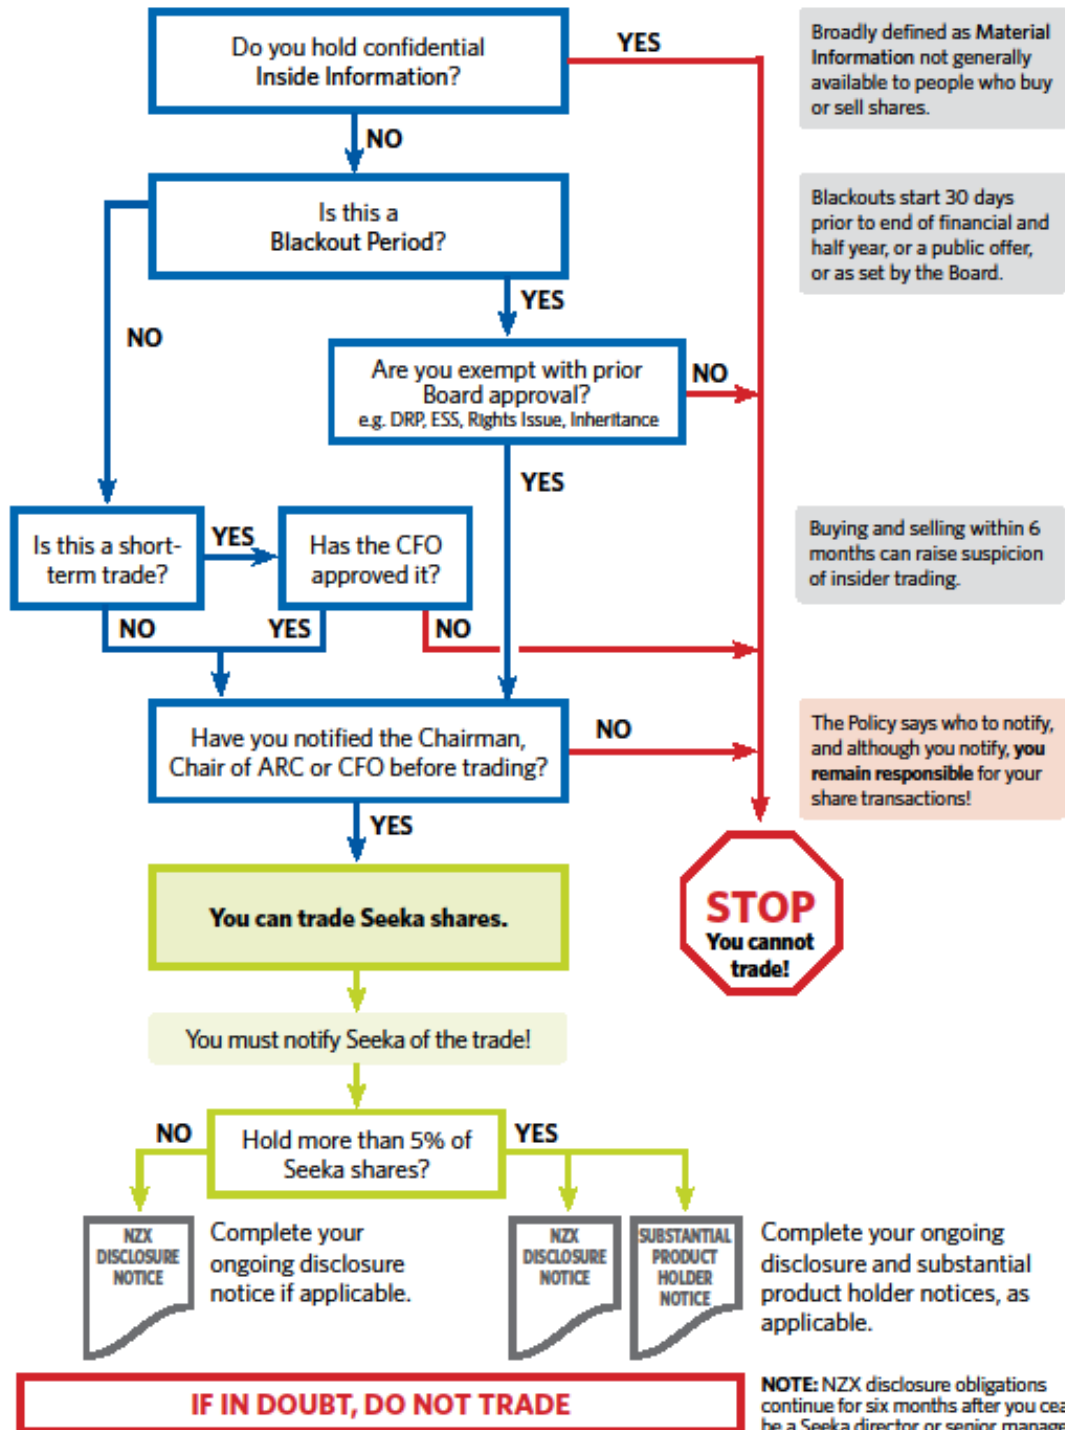 Do you hold confidential
Inside Information?
YES
Broadly defined as Material
Information not generally
available to people who buy
or sell shares.
NO
Is this a
Blackout Period?
Blackouts start 30 days
prior to end of financial and
half year, or a public offer,
or as set by the Board.
YES
NO
Are you exempt with prior
Board approval?
e.g. DRP, ESS, Rights Issue, Inheritance
NO
YES
Is this a short-
term trade?
YES
Has the CFO
approved it?
Buying and selling within 6
months can raise suspicion
of insider trading.
NO
YES
NO
Have you notified the Chairman,
Chair of ARC or CFO before trading?
NO
The Policy says who to notify,
and although you notify, you
remain responsible for your
share transactions!
YES
You can trade Seeka shares.
STOP
You cannot
trade!
You must notify Seeka of the trade!
NO
Hold more than 5% of
Seeka shares?
YES
NZX
DISCLOSURE
NOTICE
Complete your
ongoing disclosure
notice if applicable.
NZX
DISCLOSURE
NOTICE
SUBSTANTIAL
PRODUCT
HOLDER
NOTICE
Complete your ongoing
disclosure and substantial
product holder notices, as
applicable.
IF IN DOUBT, DO NOT TRADE
NOTE: NZX disclosure obligations
continue for six months after you
be a Seeka director or senior